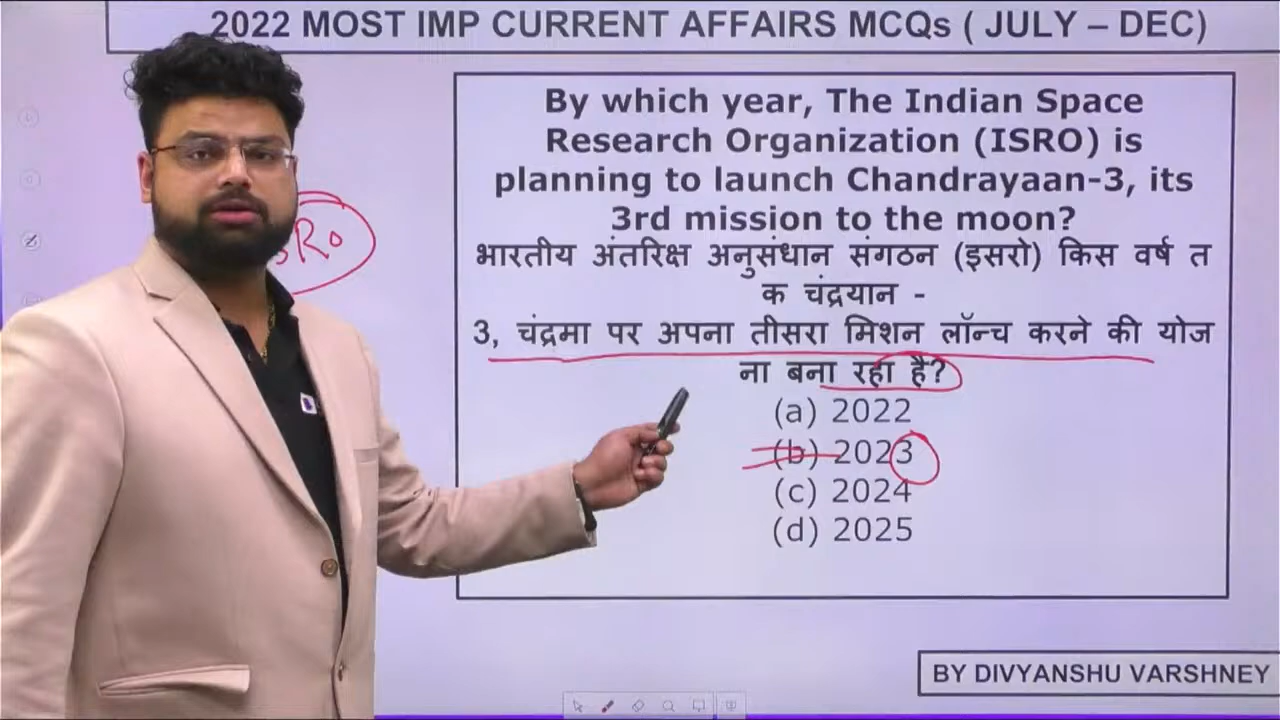 2022 MOST IMP CURRENT AFFAIRS MCQs ( JULY – DEC)
By which year, The Indian Space
Research Organization (ISRO) is
planning to launch Chandrayaan-3, its
3rd mission to the moon?
भारतीय अंतरिक्ष अनुसंधान संगठन (इसरो) किस वर्ष त
क चंद्रयान -
3, चंद्रमा पर अपना तीसरा मिशन लॉन्च करने की योज
ना बना रहा है?
(a) 2022
(b) 2023
(c) 2024
(d) 2025
BY DIVYANSHU VARSHNEY